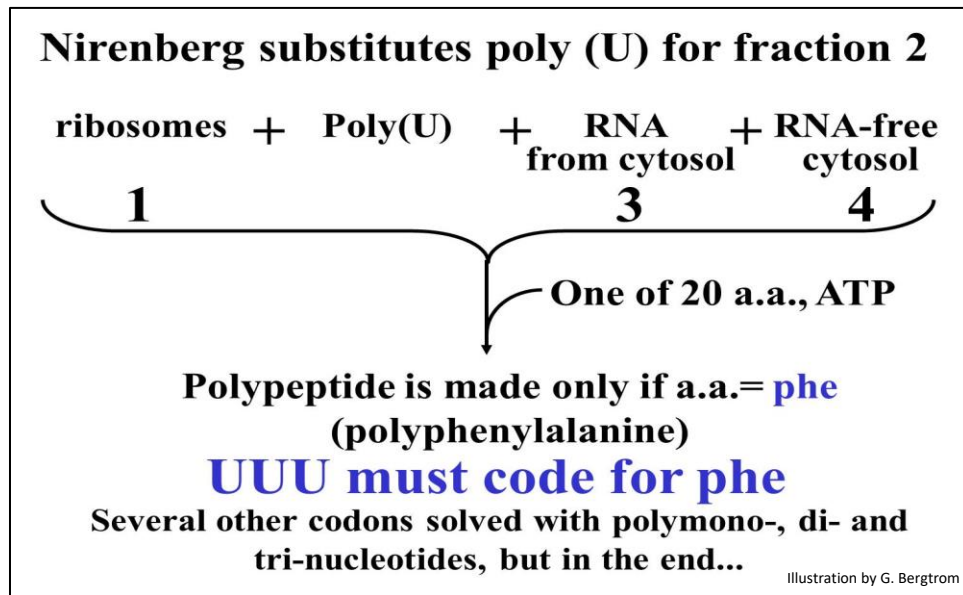 Nirenberg substitutes poly (U) for fraction 2
ribosomes + Poly(U) + RNA + RNA-free
from cytosol cytosol
1 3 4
One of 20 a.a., ATP
Polypeptide is made only if a.a.= phe
(polyphenylalanine)
UUU must code for phe
Several other codons solved with polymono-, di- and
tri-nucleotides, but in the end...
Illustration by G. Bergtrom